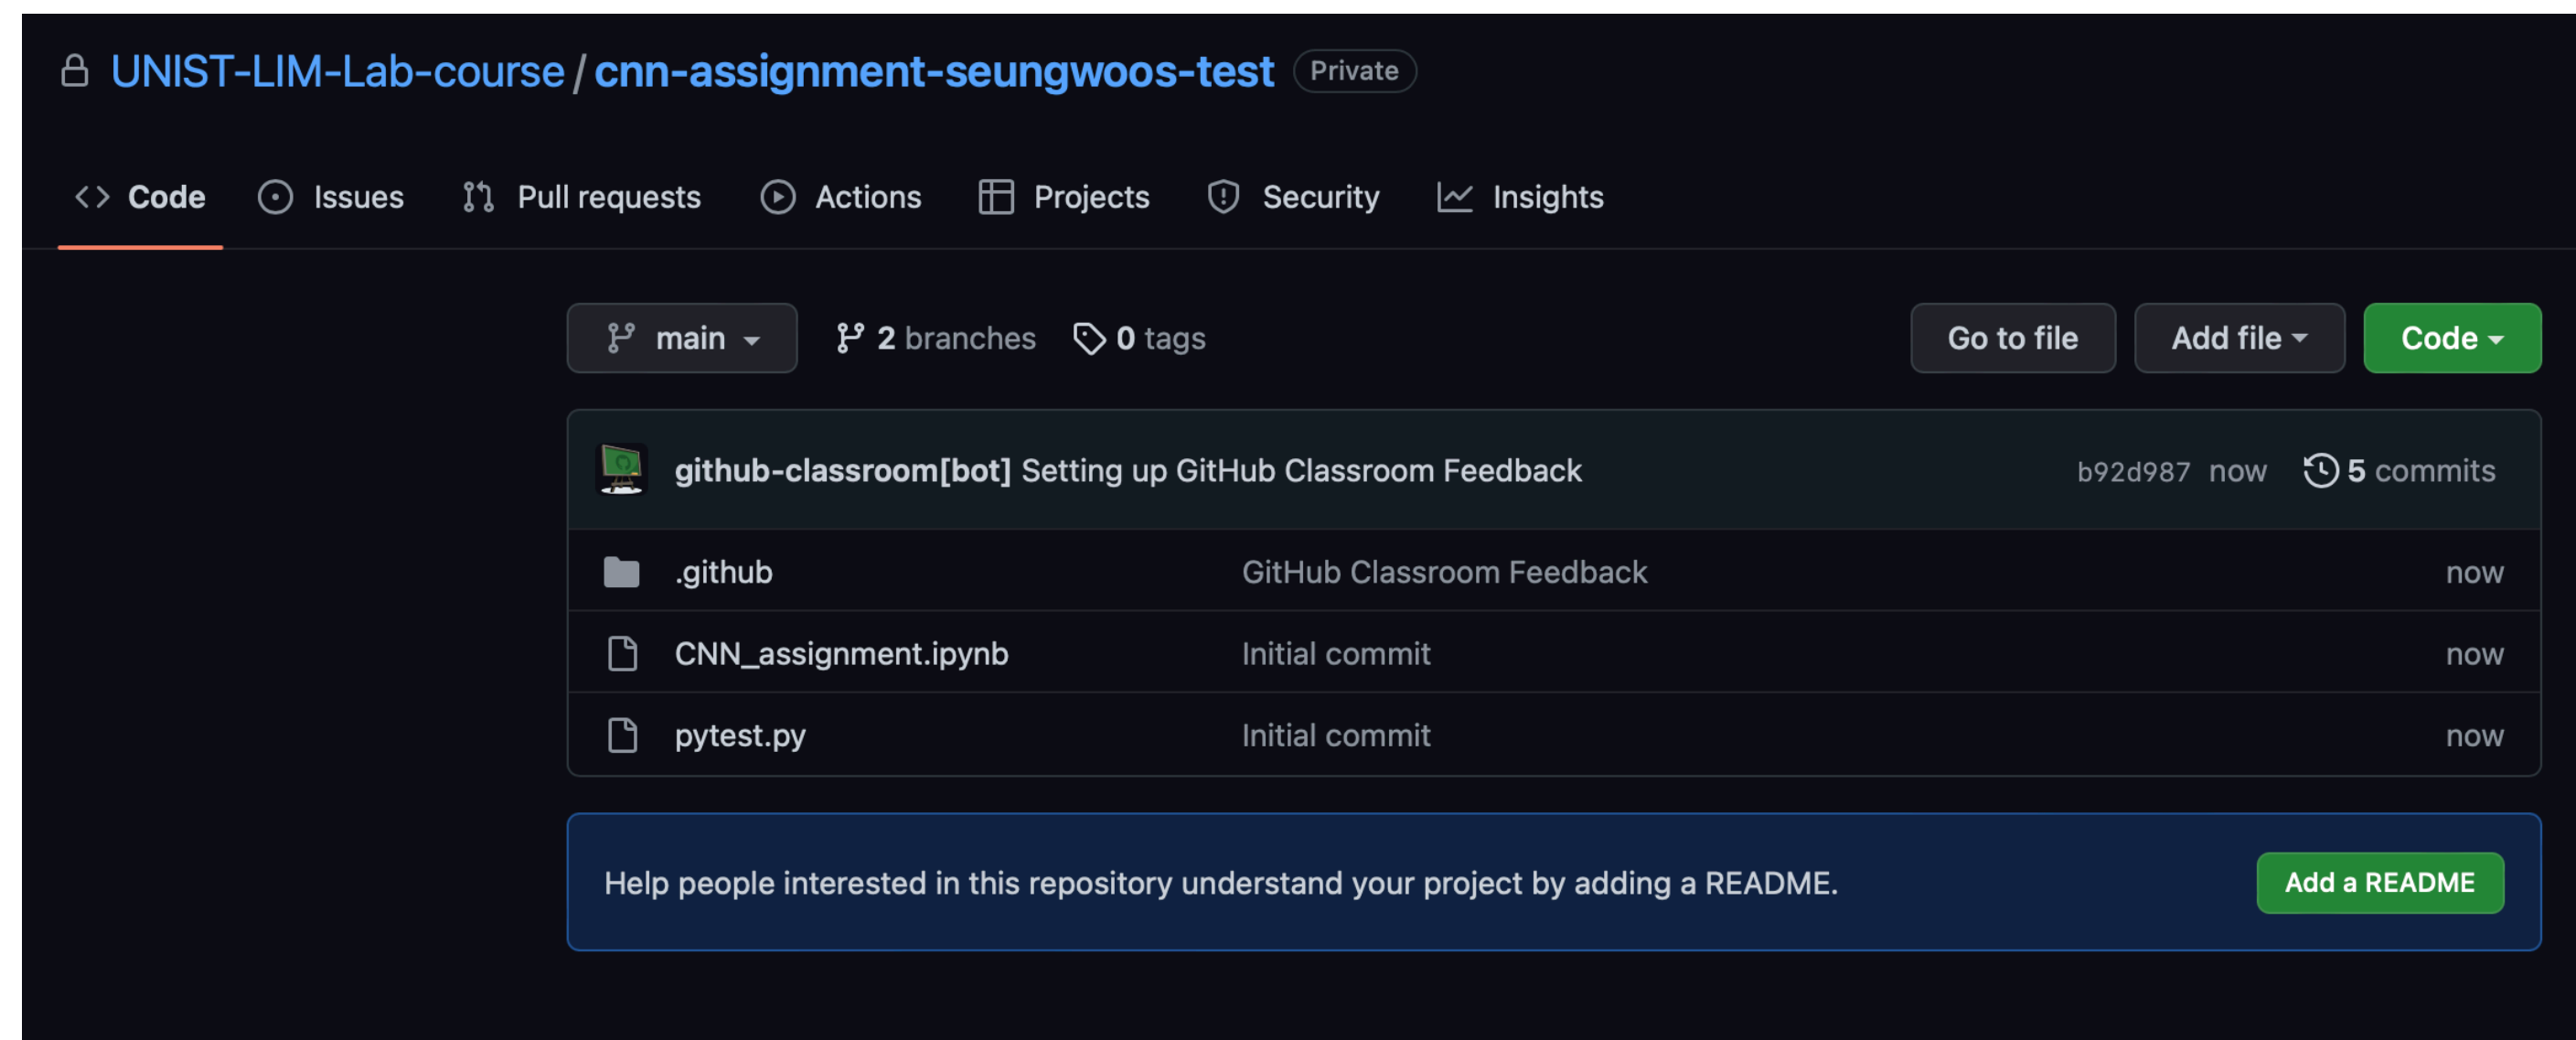 UNIST-LIM-Lab-course / cnn-assignment-seungwoos-test Private
Code Issues Pull requests Actions Projects Security Insights
main 2 branches 0 tags Go to file Add file Code
github-classroom[bot] Setting up GitHub Classroom Feedback b92d987 now 5 commits
.github GitHub Classroom Feedback now
CNN_assignment.ipynb Initial commit now
pytest.py Initial commit now
Help people interested in this repository understand your project by adding a README. Add a README